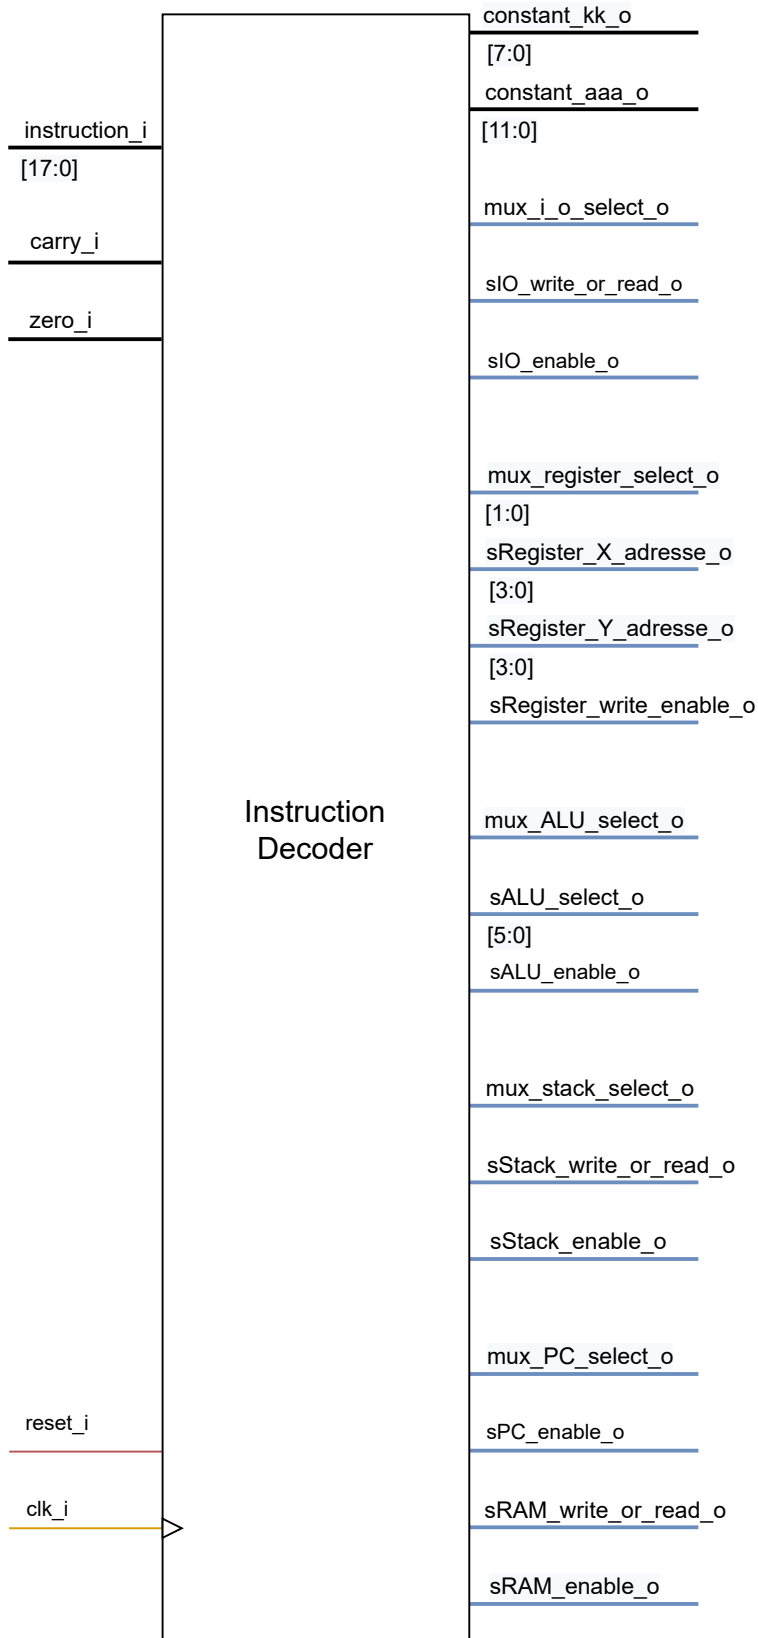 constant_kk_o
[7:0]
constant_aaa_o
[11:0]
instruction_i
[17:0]
carry_i
zero_i
mux_i_o_select_o
sIO_write_or_read_o
sIO_enable_o
mux_register_select_o
[1:0]
sRegister_X_adresse_o
[3:0]
sRegister_Y_adresse_o
[3:0]
sRegister_write_enable_o
Instruction
Decoder
mux_ALU_select_o
sALU_select_o
[5:0]
sALU_enable_o
mux_stack_select_o
sStack_write_or_read_o
sStack_enable_o
mux_PC_select_o
sPC_enable_o
reset_i
clk_i
sRAM_write_or_read_o
sRAM_enable_o